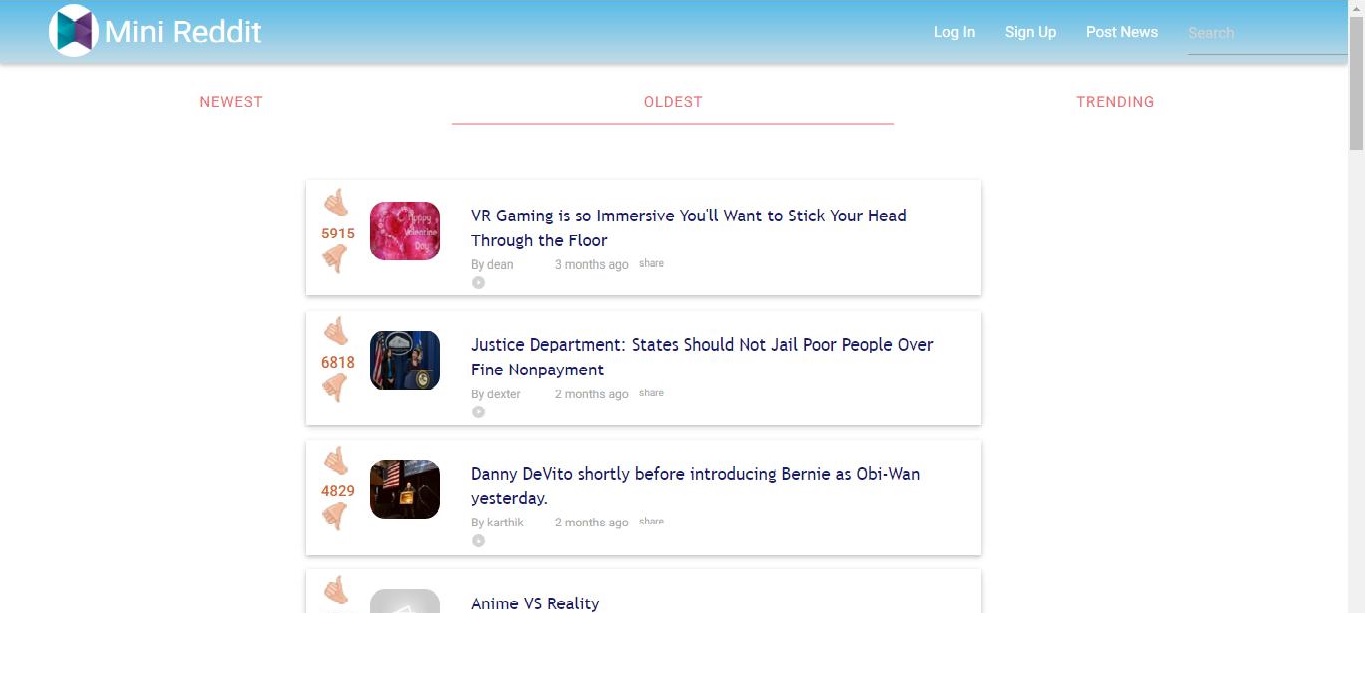 Mini Reddit
Log In
Sign Up
Post News
Search
NEWEST
OLDEST
TRENDING
5915
Happy
Valentine
Day
VR Gaming is so Immersive You'll Want to Stick Your Head
Through the Floor
By dean
3 months ago
share
6818
Justice Department: States Should Not Jail Poor People Over
Fine Nonpayment
By dexter
2 months ago
share
4829
Danny DeVito shortly before introducing Bernie as Obi-Wan
yesterday.
By karthik
2 months ago
share
Anime VS Reality